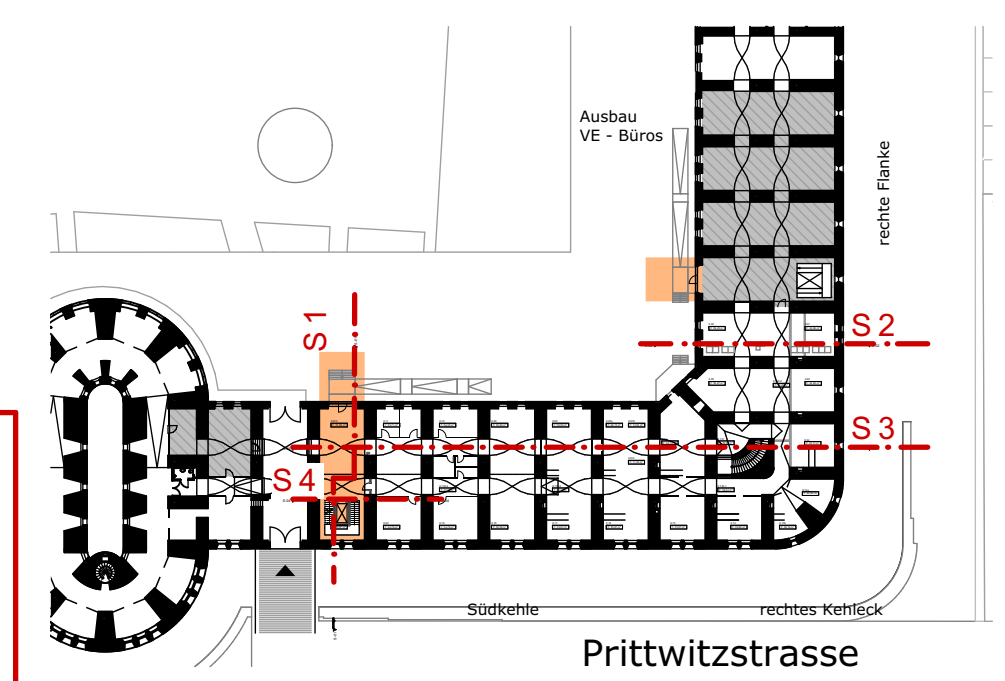 Ausbau
VE - Büros
rechte Flanke
S 1
S 2
S 3
S 4
Südkehle
rechtes Kehleck
Prittwitzstrasse